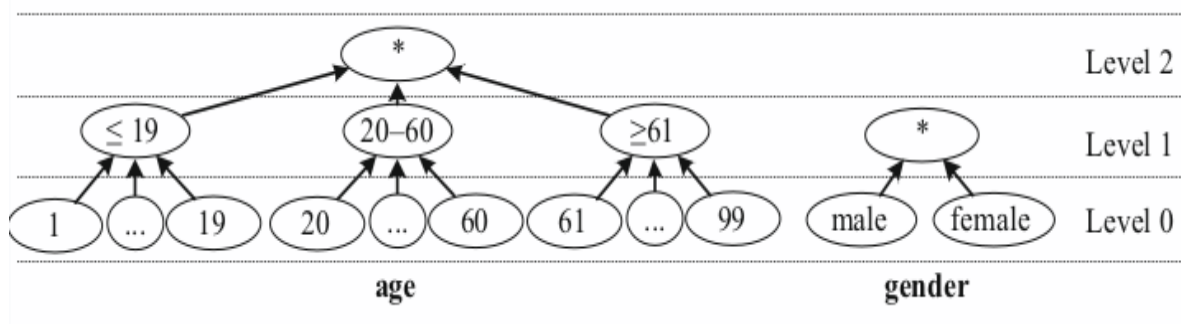 * Level 2
≤ 19 20–60 ≥61 * Level 1
1 ... 19 20 ... 60 61 ... 99 male female Level 0
age gender